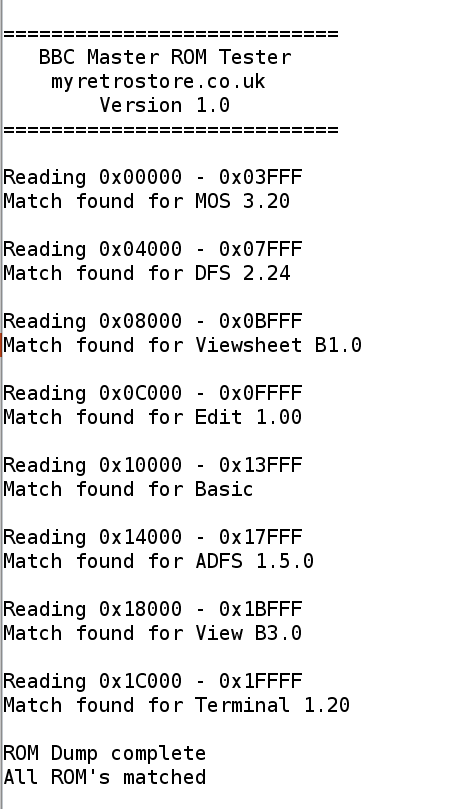 ============================
BBC Master ROM Tester
myretrostore.co.uk
Version 1.0
============================
Reading 0x00000 - 0x03FFF
Match found for MOS 3.20
Reading 0x04000 - 0x07FFF
Match found for DFS 2.24
Reading 0x08000 - 0x0BFFF
Match found for Viewsheet B1.0
Reading 0x0C000 - 0x0FFFF
Match found for Edit 1.00
Reading 0x10000 - 0x13FFF
Match found for Basic
Reading 0x14000 - 0x17FFF
Match found for ADFS 1.5.0
Reading 0x18000 - 0x1BFFF
Match found for View B3.0
Reading 0x1C000 - 0x1FFFF
Match found for Terminal 1.20
ROM Dump complete
All ROM's matched